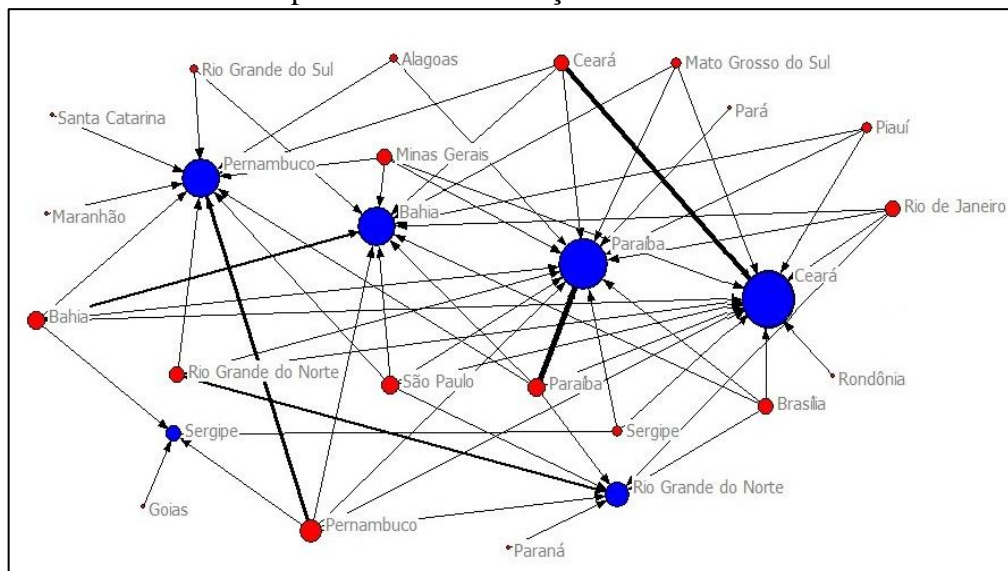 Rio Grande do Sul
Alagoas
Ceará
Mato Grosso do Sul
Santa Catarina
Pará
Piauí
Pernambuco
Minas Gerais
Maranhão
Bahia
Rio de Janeiro
Paraíba
Ceará
Bahia
Rio Grande do Norte
São Paulo
Paraíba
Rondônia
Brasília
Sergipe
Sergipe
Rio Grande do Norte
Goias
Pernambuco
Paraná